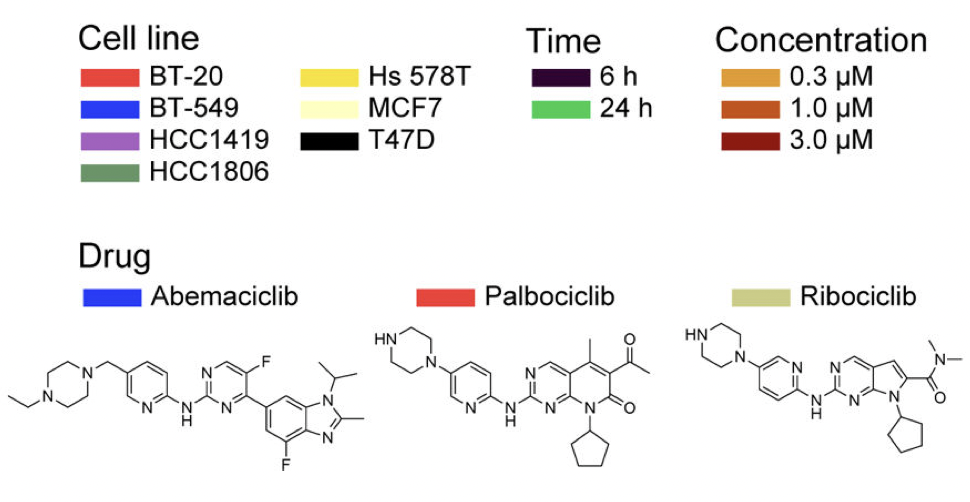 Cell line
BT-20
BT-549
HCC1419
HCC1806
Hs 578T
MCF7
T47D
Time
6 h
24 h
Concentration
0.3 µM
1.0 µM
3.0 µM
Drug
Abemaciclib
Palbociclib
Ribociclib
N
N
N
N
H
N
N
F
N
N
F
HN
N
N
N
H
N
N
N
O
O
HN
N
N
N
H
N
N
N
N
O